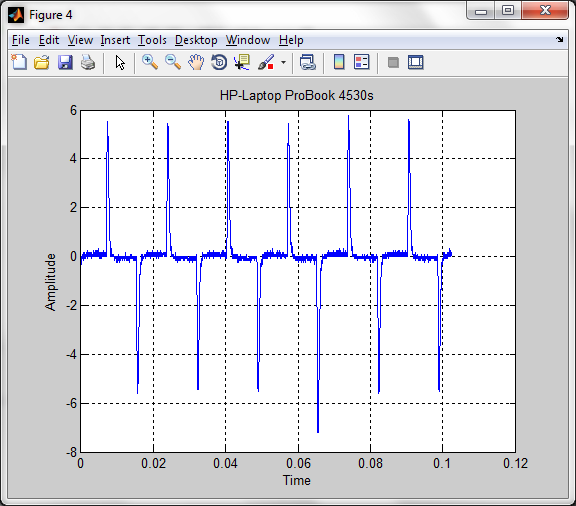 Figure 4
File Edit View Insert Tools Desktop Window Help
HP-Laptop ProBook 4530s
6
4
2
0
-2
-4
-6
-8
Amplitude
0 0.02 0.04 0.06 0.08 0.1 0.12
Time